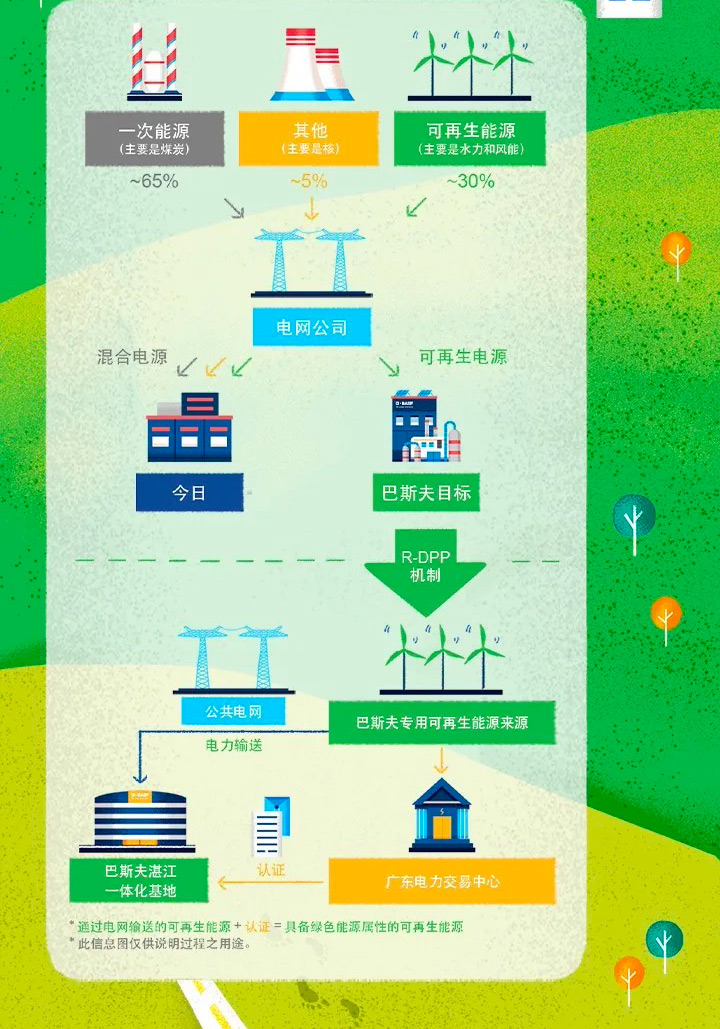 一次能源
(主要是煤炭)
其他
(主要是核)
可再生能源
(主要是水力和风能)
~65%
~5%
~30%
电网公司
混合电源
可再生电源
今日
巴斯夫目标
R-DPP
机制
公共电网
巴斯夫专用可再生能源来源
电力输送
巴斯夫湛江
一体化基地
认证
广东电力交易中心
* 通过电网输送的可再生能源 + 认证 = 具备绿色能源属性的可再生能源
* 此信息图仅供说明过程之用途。